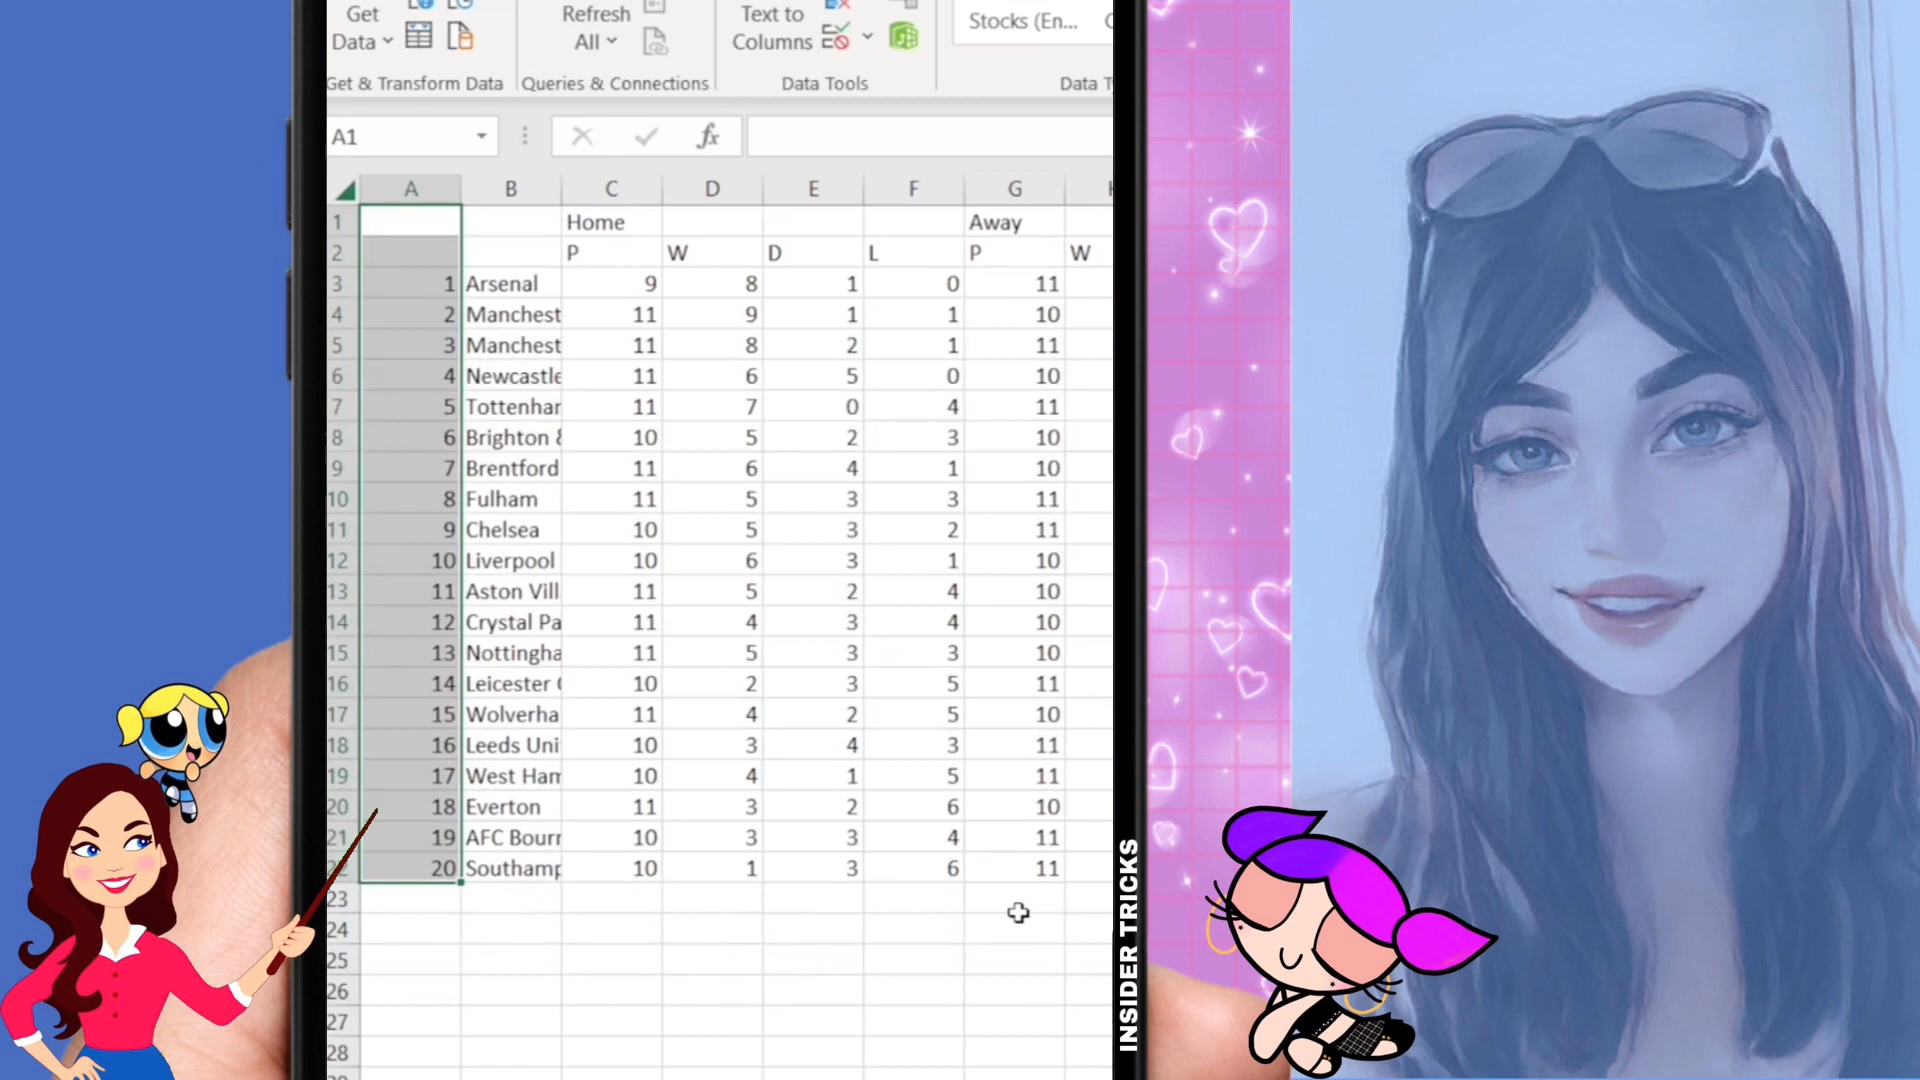 Get
Data
Refresh
All
Text to
Columns
Stocks (En...
Get & Transform Data
Queries & Connections
Data Tools
Data T
A1
fx
A B C D E F G
1 Home Away
2 P W D L P W
3 1 Arsenal 9 8 1 0 11
4 2 Manchest 11 9 1 1 10
5 3 Manchest 11 8 2 1 11
6 4 Newcastle 11 6 5 0 10
7 5 Tottenhar 11 7 0 4 11
8 6 Brighton & 10 5 2 3 10
9 7 Brentford 11 6 4 1 10
10 8 Fulham 11 5 3 3 11
11 9 Chelsea 10 5 3 2 11
12 10 Liverpool 10 6 3 1 10
13 11 Aston Vill 11 5 2 4 10
14 12 Crystal Pa 11 4 3 4 10
15 13 Nottingha 11 5 3 3 10
16 14 Leicester 10 2 3 5 11
17 15 Wolverha 11 4 2 5 10
18 16 Leeds Uni 10 3 4 3 11
19 17 West Ham 10 4 1 5 11
20 18 Everton 11 3 2 6 10
21 19 AFC Bourn 10 3 3 4 11
20 Southamp 10 1 3 6 11
23
24
25
26
27
28
INSIDER TRICKS